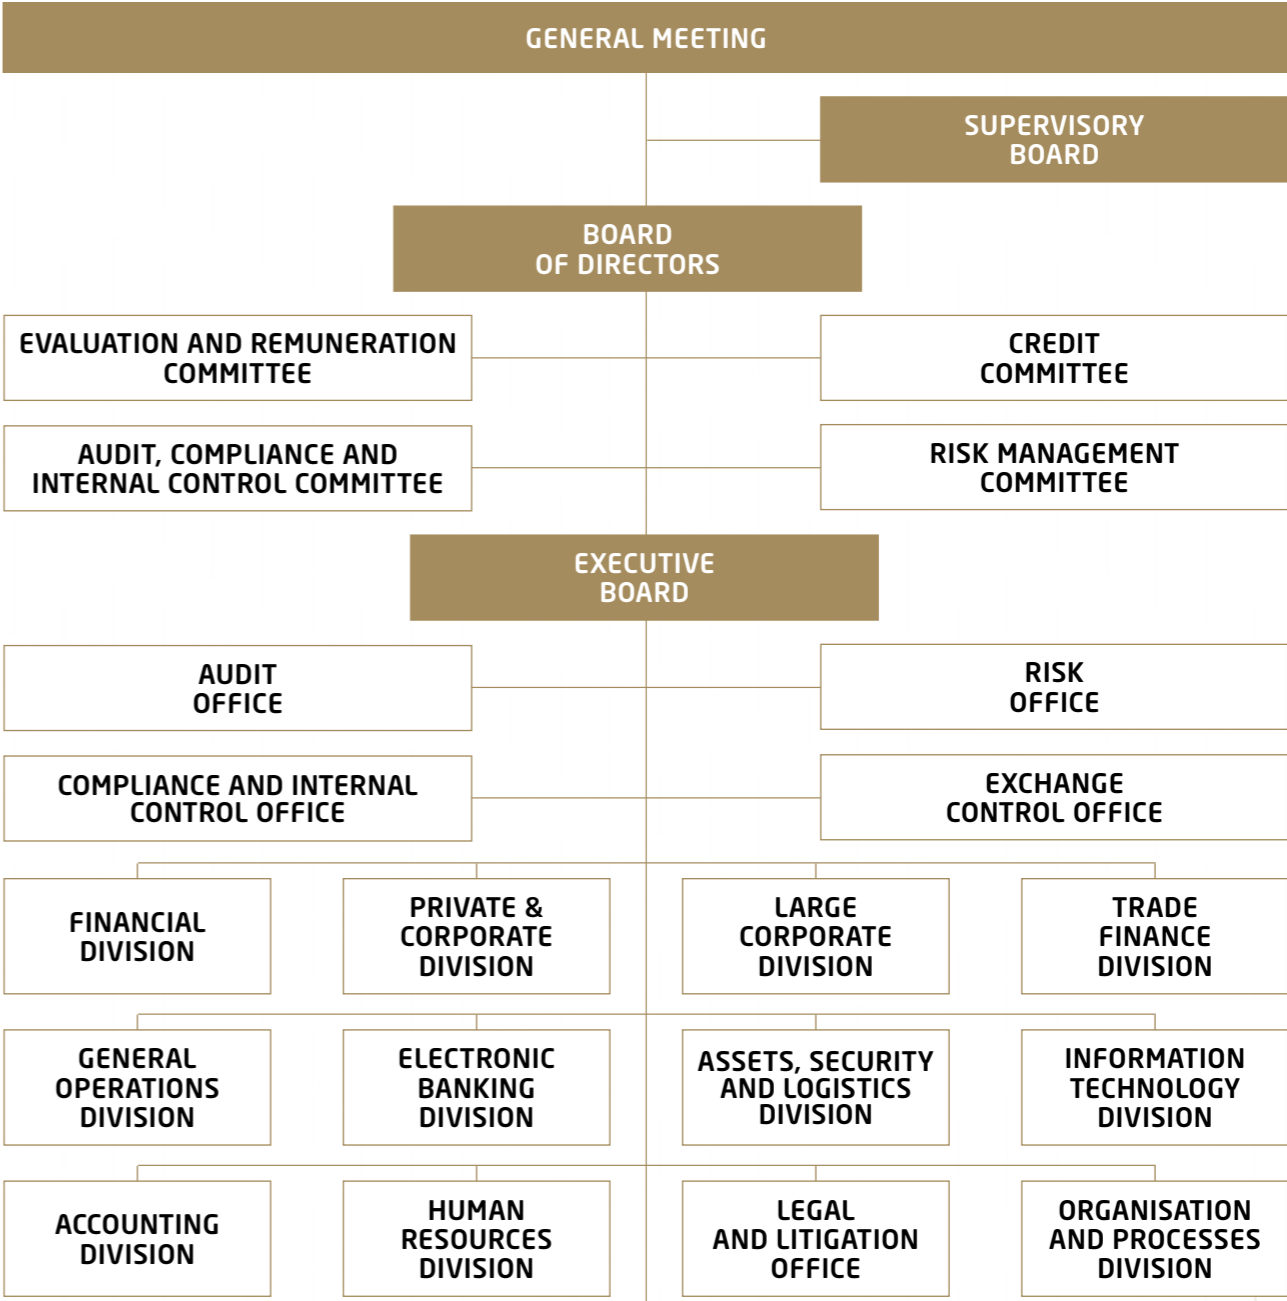 GENERAL MEETING
SUPERVISORY
BOARD
BOARD
OF DIRECTORS
EVALUATION AND REMUNERATION
COMMITTEE
CREDIT
COMMITTEE
AUDIT, COMPLIANCE AND
INTERNAL CONTROL COMMITTEE
RISK MANAGEMENT
COMMITTEE
EXECUTIVE
BOARD
AUDIT
OFFICE
RISK
OFFICE
COMPLIANCE AND INTERNAL
CONTROL OFFICE
EXCHANGE
CONTROL OFFICE
FINANCIAL
DIVISION
PRIVATE &
CORPORATE
DIVISION
LARGE
CORPORATE
DIVISION
TRADE
FINANCE
DIVISION
GENERAL
OPERATIONS
DIVISION
ELECTRONIC
BANKING
DIVISION
ASSETS, SECURITY
AND LOGISTICS
DIVISION
INFORMATION
TECHNOLOGY
DIVISION
ACCOUNTING
DIVISION
HUMAN
RESOURCES
DIVISION
LEGAL
AND LITIGATION
OFFICE
ORGANISATION
AND PROCESSES
DIVISION